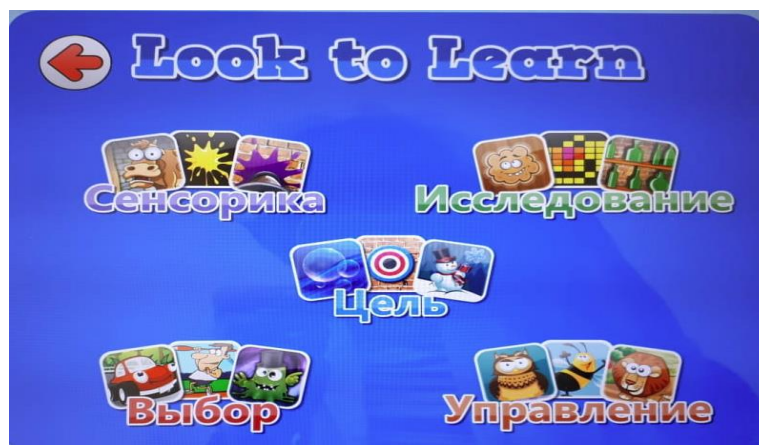 Look to Learn
Сенсорика
Исследование
Цель
Выбор
Управление